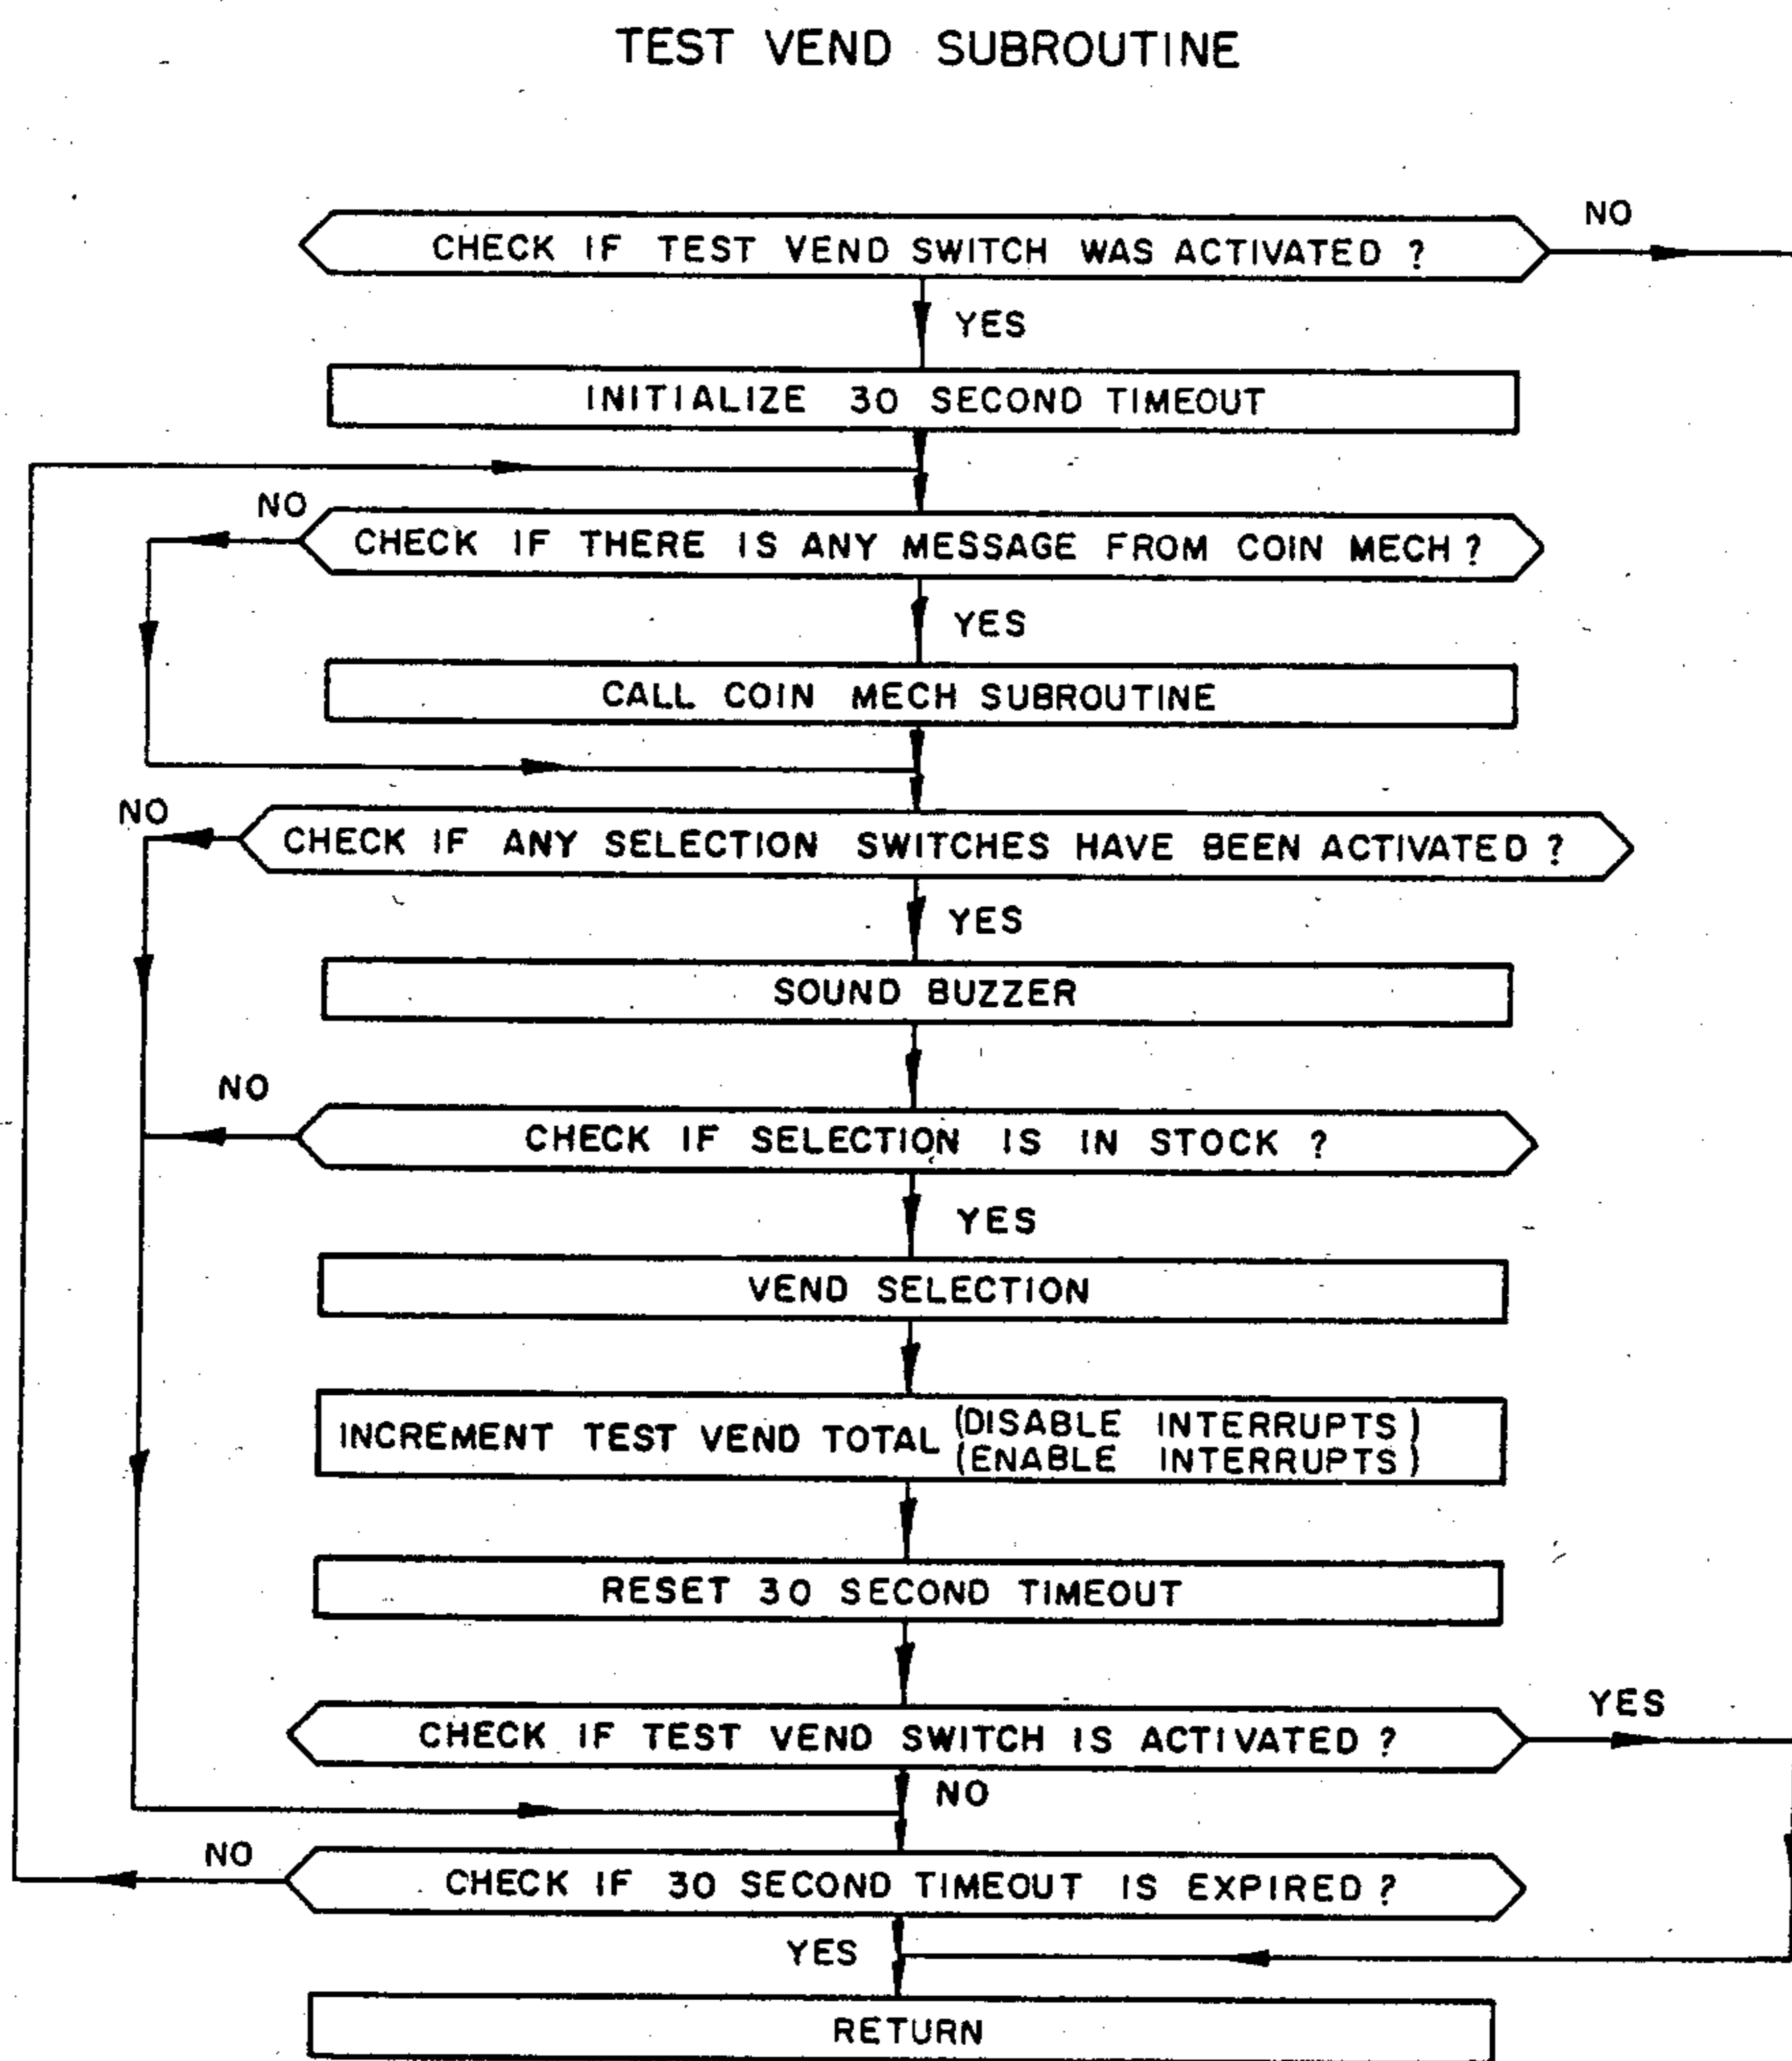 TEST VEND SUBROUTINE
NO
CHECK IF TEST VEND SWITCH WAS ACTIVATED ?
YES
INITIALIZE 30 SECOND TIMEOUT
NO
CHECK IF THERE IS ANY MESSAGE FROM COIN MECH ?
YES
CALL COIN MECH SUBROUTINE
NO
CHECK IF ANY SELECTION SWITCHES HAVE BEEN ACTIVATED ?
YES
SOUND BUZZER
NO
CHECK IF SELECTION IS IN STOCK ?
YES
VEND SELECTION
INCREMENT TEST VEND TOTAL (DISABLE INTERRUPTS)
(ENABLE INTERRUPTS)
RESET 30 SECOND TIMEOUT
YES
CHECK IF TEST VEND SWITCH IS ACTIVATED ?
NO
NO
CHECK IF 30 SECOND TIMEOUT IS EXPIRED ?
YES
RETURN